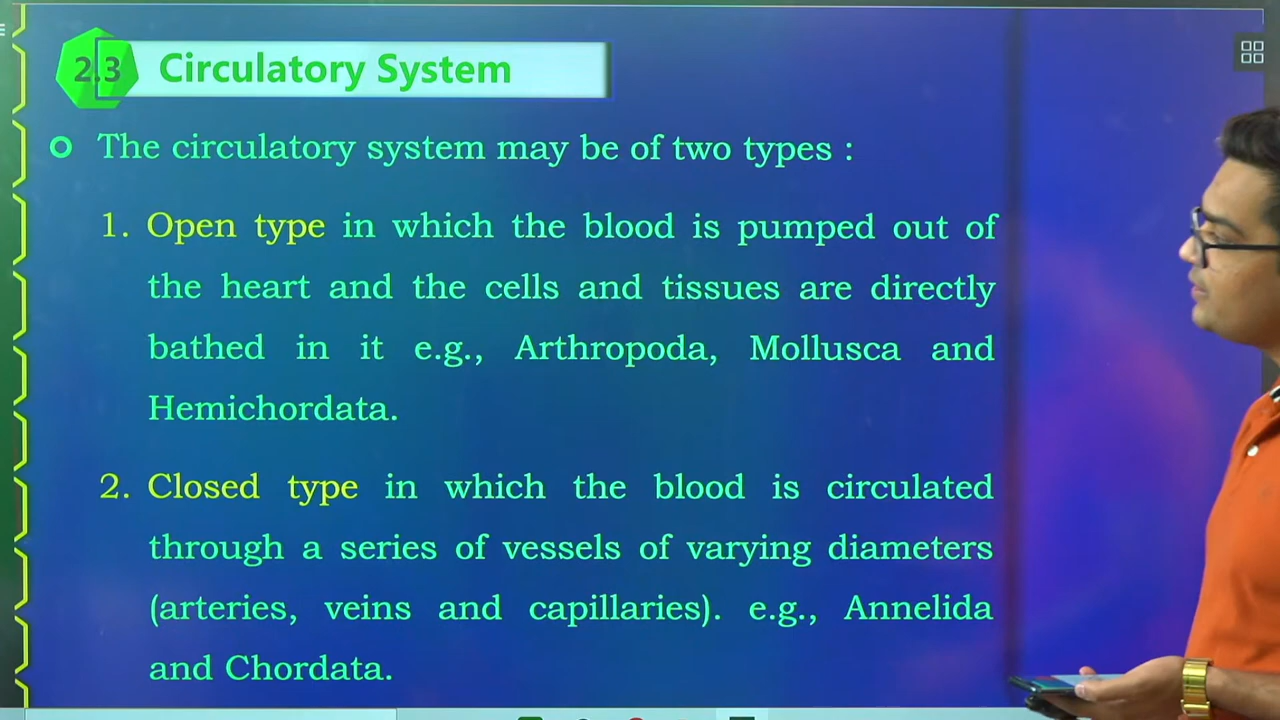 2.3 Circulatory System
The circulatory system may be of two types :
1. Open type in which the blood is pumped out of
the heart and the cells and tissues are directly
bathed in it e.g., Arthropoda, Mollusca and
Hemichordata.
2. Closed type in which the blood is circulated
through a series of vessels of varying diameters
(arteries, veins and capillaries). e.g., Annelida
and Chordata.